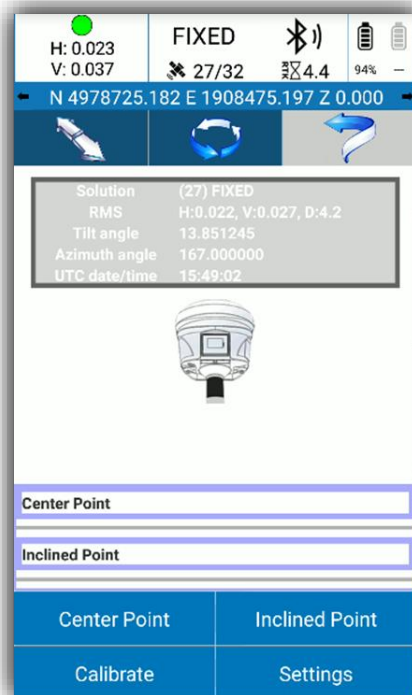 H: 0.023
V: 0.037
FIXED
27/32
RTX 4.4
94% –
N 4978725.182 E 1908475.197 Z 0.000
Solution (27) FIXED
RMS H:0.022, V:0.027, D:4.2
Tilt angle 13.851245
Azimuth angle 167.000000
UTC date/time 15:49:02
Center Point
Inclined Point
Center Point Inclined Point
Calibrate Settings